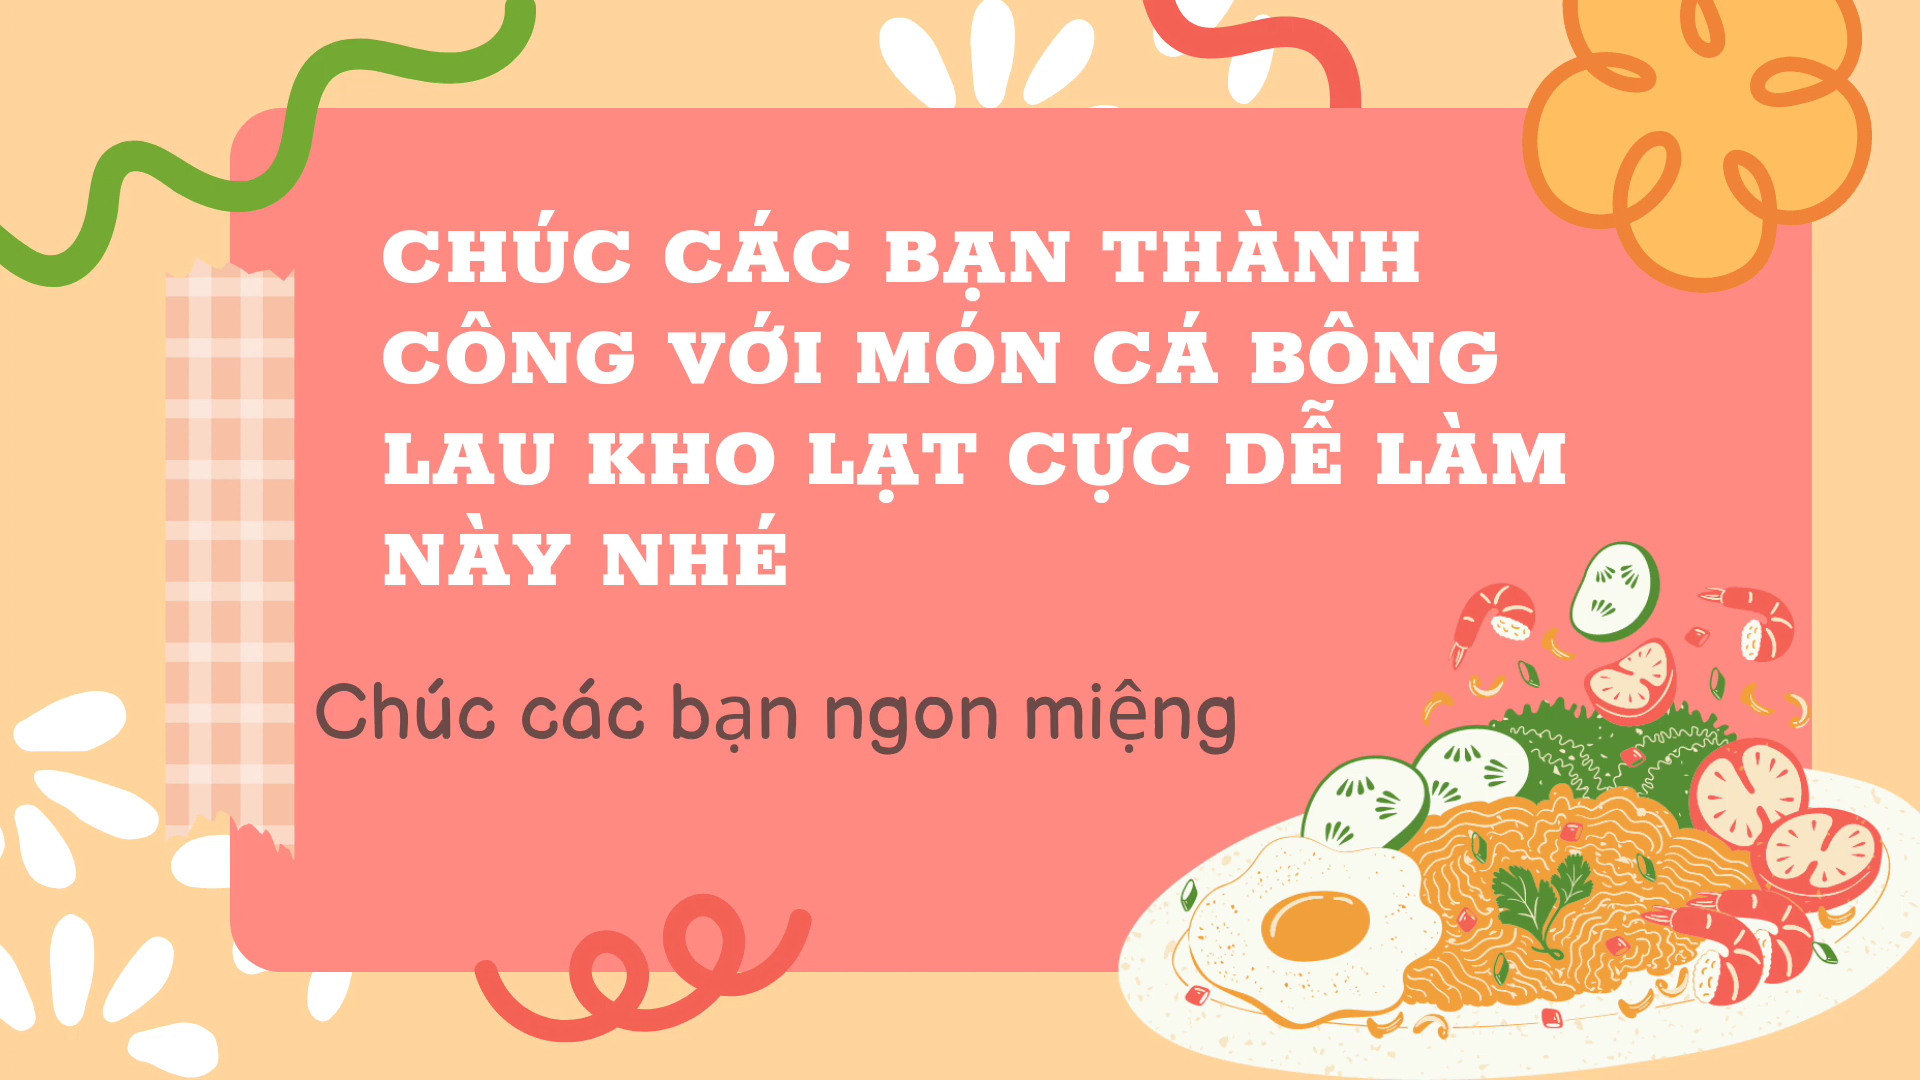 CHÚC CÁC BẠN THÀNH
CÔNG VỚI MÓN CÁ BÔNG
LAU KHO LẠT CỰC DỄ LÀM
NÀY NHÉ
Chúc các bạn ngon miệng